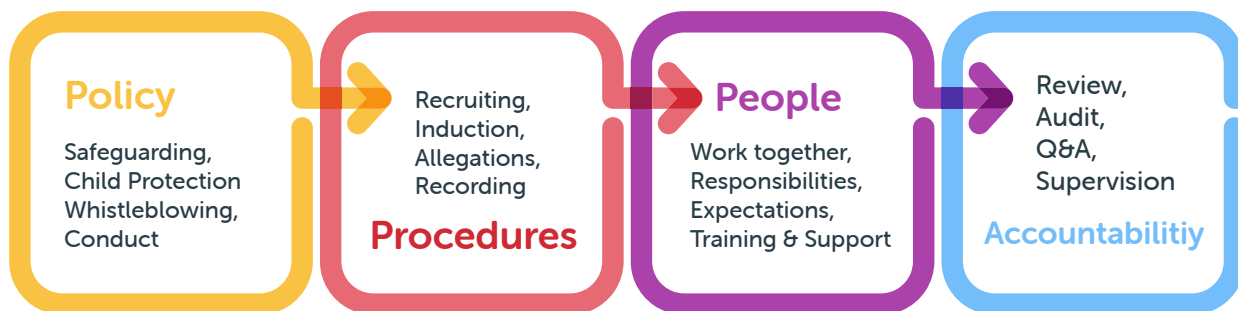 Policy
Safeguarding,
Child Protection
Whistleblowing,
Conduct
Recruiting,
Induction,
Allegations,
Recording
Procedures
People
Work together,
Responsibilities,
Expectations,
Training & Support
Review,
Audit,
Q&A,
Supervision
Accountabilitiy